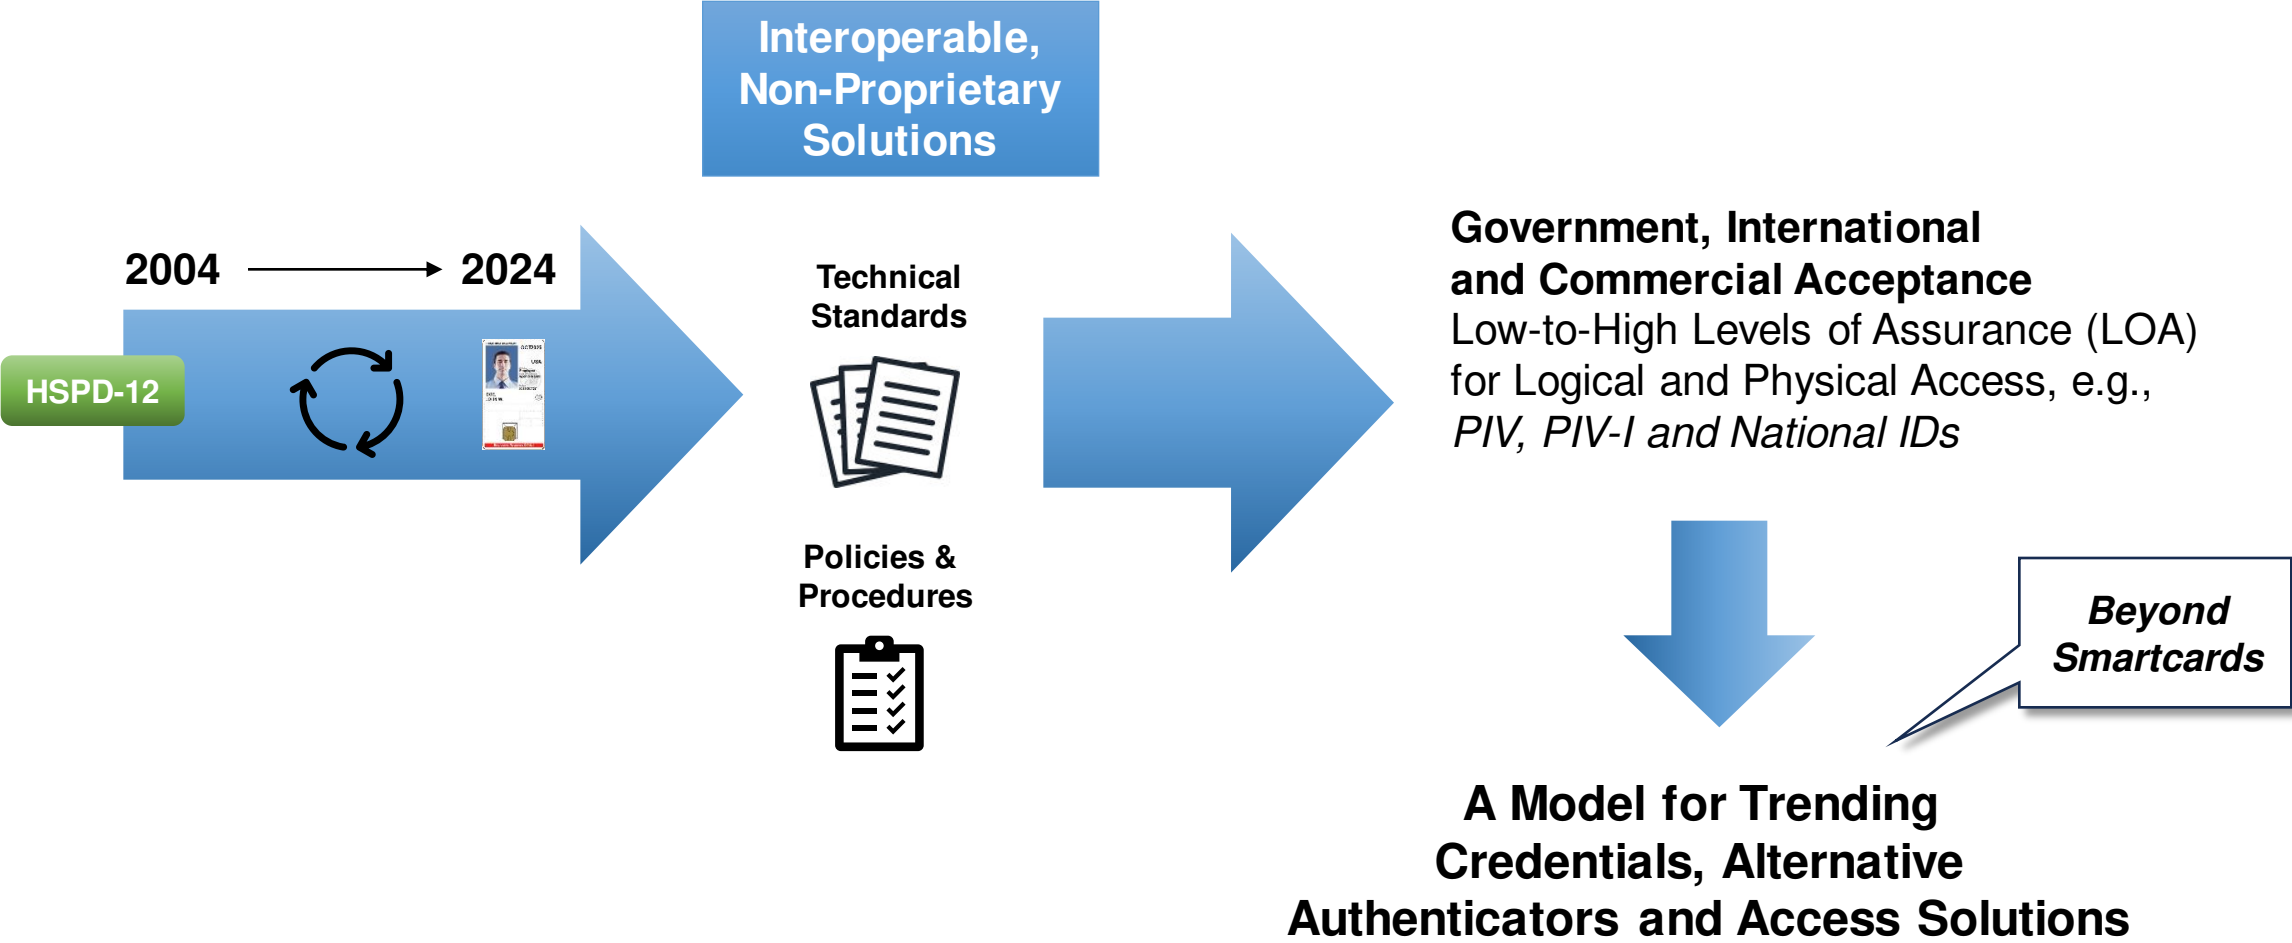 Interoperable,
Non-Proprietary
Solutions
2004
2024
HSPD-12
USA
Technical
Standards
Policies &
Procedures
Government, International
and Commercial Acceptance
Low-to-High Levels of Assurance (LOA)
for Logical and Physical Access, e.g.,
PIV, PIV-I and National IDs
Beyond
Smartcards
A Model for Trending
Credentials, Alternative
Authenticators and Access Solutions